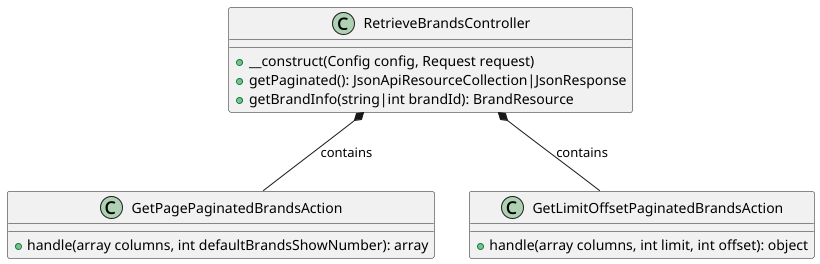 C RetrieveBrandsController
__construct(Config config, Request request)
getPaginated(): JsonApiResourceCollection|JsonResponse
getBrandInfo(string|int brandId): BrandResource
contains
contains
C GetPagePaginatedBrandsAction
handle(array columns, int defaultBrandsShowNumber): array
C GetLimitOffsetPaginatedBrandsAction
handle(array columns, int limit, int offset): object